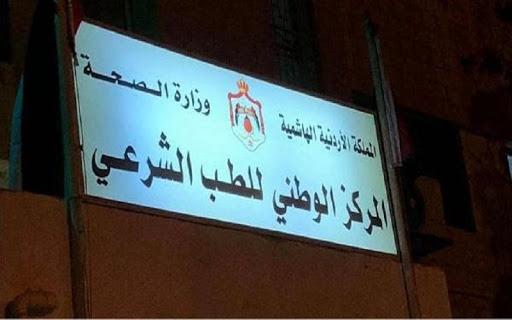 المملكة الأردنية الهاشمية
وزارة الصحة
المركز الوطني للطب الشرعي